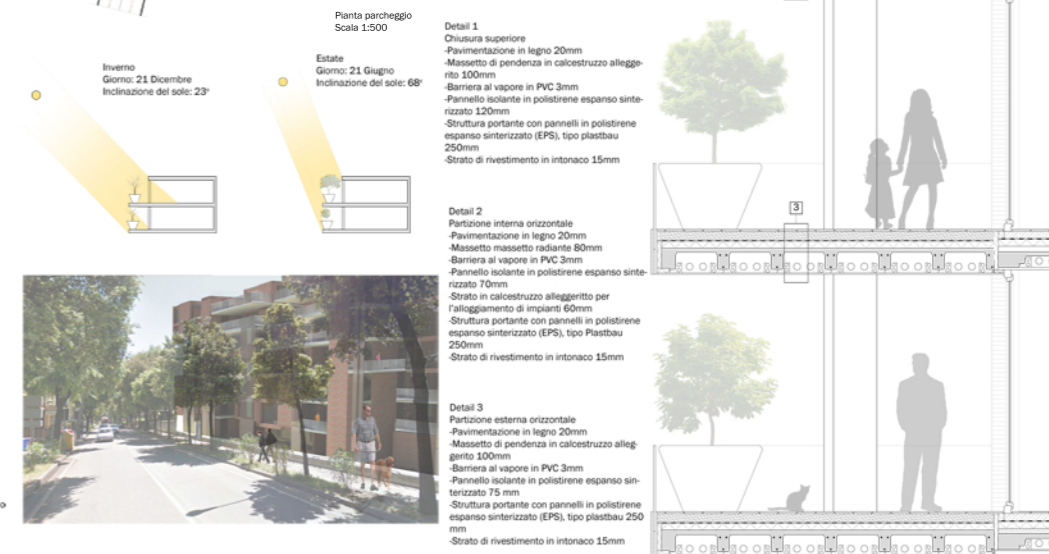 Pianta parcheggio
Scala 1:500
Inverno
Giorno: 21 Dicembre
Inclinazione del sole: 23°
Estate
Giorno: 21 Giugno
Inclinazione del sole: 68°
Detail 1
Chiusura superiore
-Pavimentazione in legno 20mm
-Massetto di pendenza in calcestruzzo allegge-
rito 100mm
-Barriera al vapore in PVC 3mm
-Pannello isolante in polistirene espanso sinte-
rizzato 120mm
-Struttura portante con pannelli in polistirene
espanso sinterizzato (EPS), tipo plastbau
250mm
-Strato di rivestimento in intonaco 15mm
Detail 2
Partizione interna orizzontale
-Pavimentazione in legno 20mm
-Massetto massetto radiante 80mm
-Barriera al vapore in PVC 3mm
-Pannello isolante in polistirene espanso sinte-
rizzato 70mm
-Strato in calcestruzzo alleggeritto per
l'alloggiamento di impianti 60mm
-Struttura portante con pannelli in polistirene
espanso sinterizzato (EPS), tipo Plastbau
250mm
-Strato di rivestimento in intonaco 15mm
Detail 3
Partizione esterna orizzontale
-Pavimentazione in legno 20mm
-Massetto di pendenza in calcestruzzo alleg-
gerito 100mm
-Barriera al vapore in PVC 3mm
-Pannello isolante in polistirene espanso sin-
terizzato 75 mm
-Struttura portante con pannelli in polistirene
espanso sinterizzato (EPS), tipo plastbau 250
mm
-Strato di rivestimento in intonaco 15mm
3